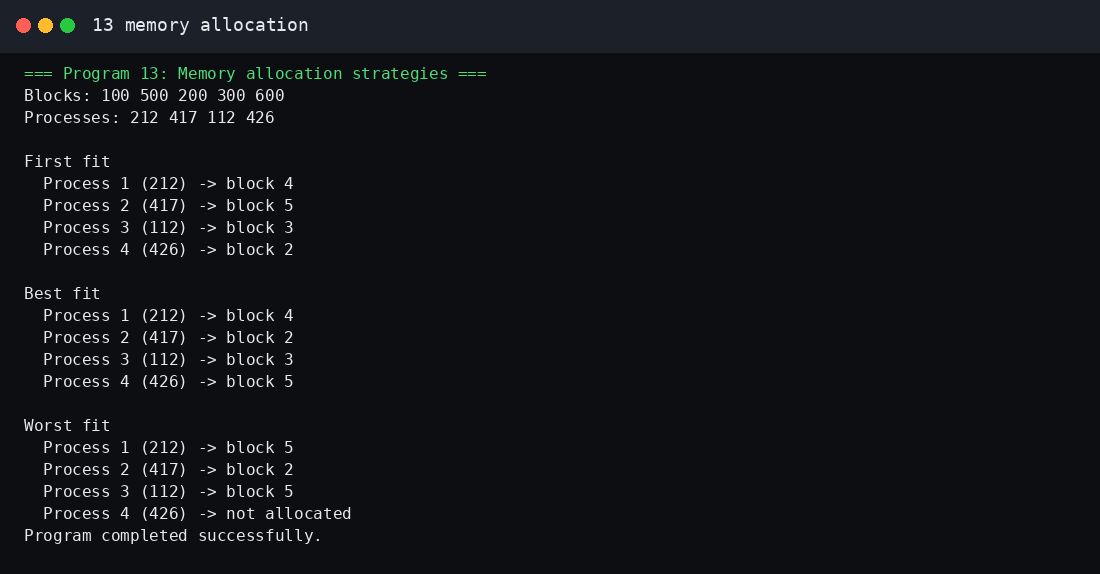 13 memory allocation
=== Program 13: Memory allocation strategies ===
Blocks: 100 500 200 300 600
Processes: 212 417 112 426
First fit
Process 1 (212) -> block 4
Process 2 (417) -> block 5
Process 3 (112) -> block 3
Process 4 (426) -> block 2
Best fit
Process 1 (212) -> block 4
Process 2 (417) -> block 2
Process 3 (112) -> block 3
Process 4 (426) -> block 5
Worst fit
Process 1 (212) -> block 5
Process 2 (417) -> block 2
Process 3 (112) -> block 5
Process 4 (426) -> not allocated
Program completed successfully.